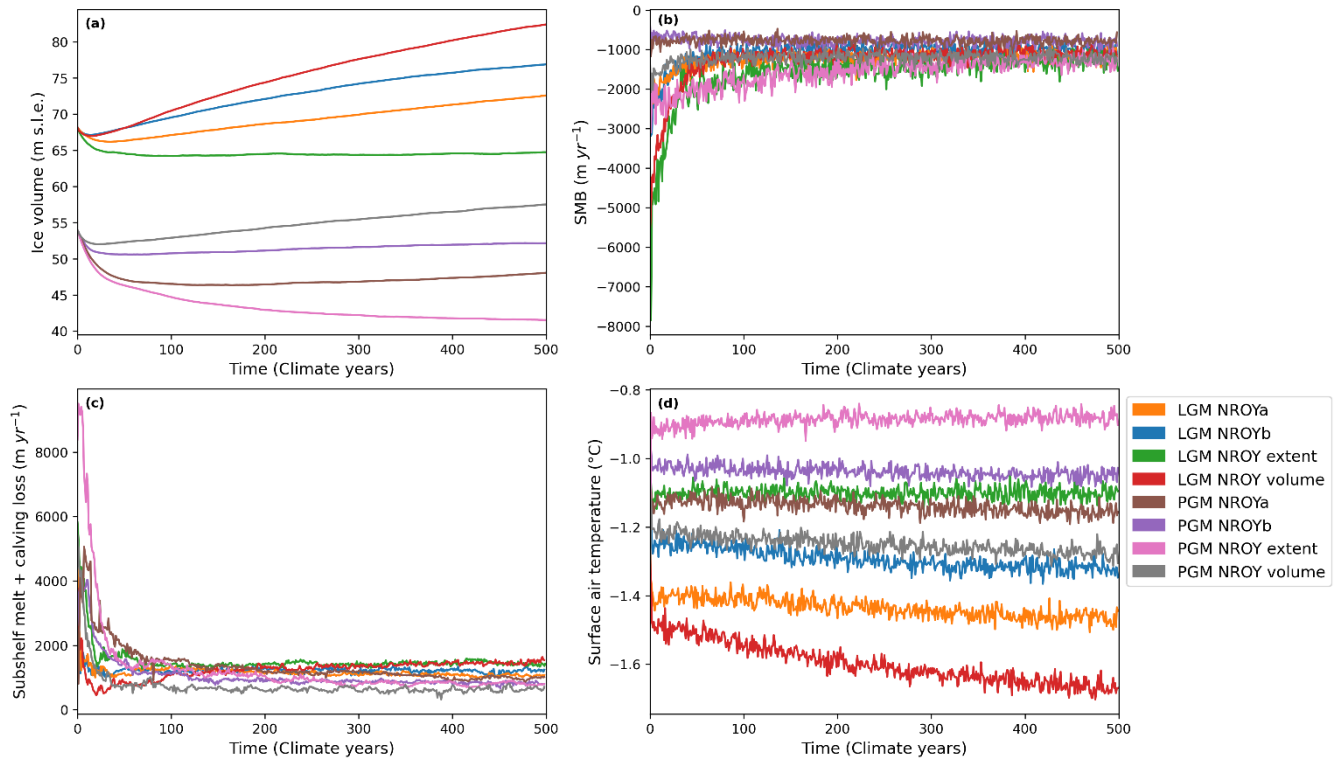 (a)
80
75
70
65
60
55
50
45
40
Ice volume (m s.l.e.)
0 100 200 300 400 500
Time (Climate years)
(b)
0
−1000
−2000
−3000
−4000
−5000
−6000
−7000
−8000
SMB (m yr−1)
0 100 200 300 400 500
Time (Climate years)
(c)
8000
6000
4000
2000
0
Subshelf melt + calving loss (m yr−1)
0 100 200 300 400 500
Time (Climate years)
(d)
−0.8
−1.0
−1.2
−1.4
−1.6
Surface air temperature (°C)
0 100 200 300 400 500
Time (Climate years)
LGM NROYa
LGM NROYb
LGM NROY extent
LGM NROY volume
PGM NROYa
PGM NROYb
PGM NROY extent
PGM NROY volume